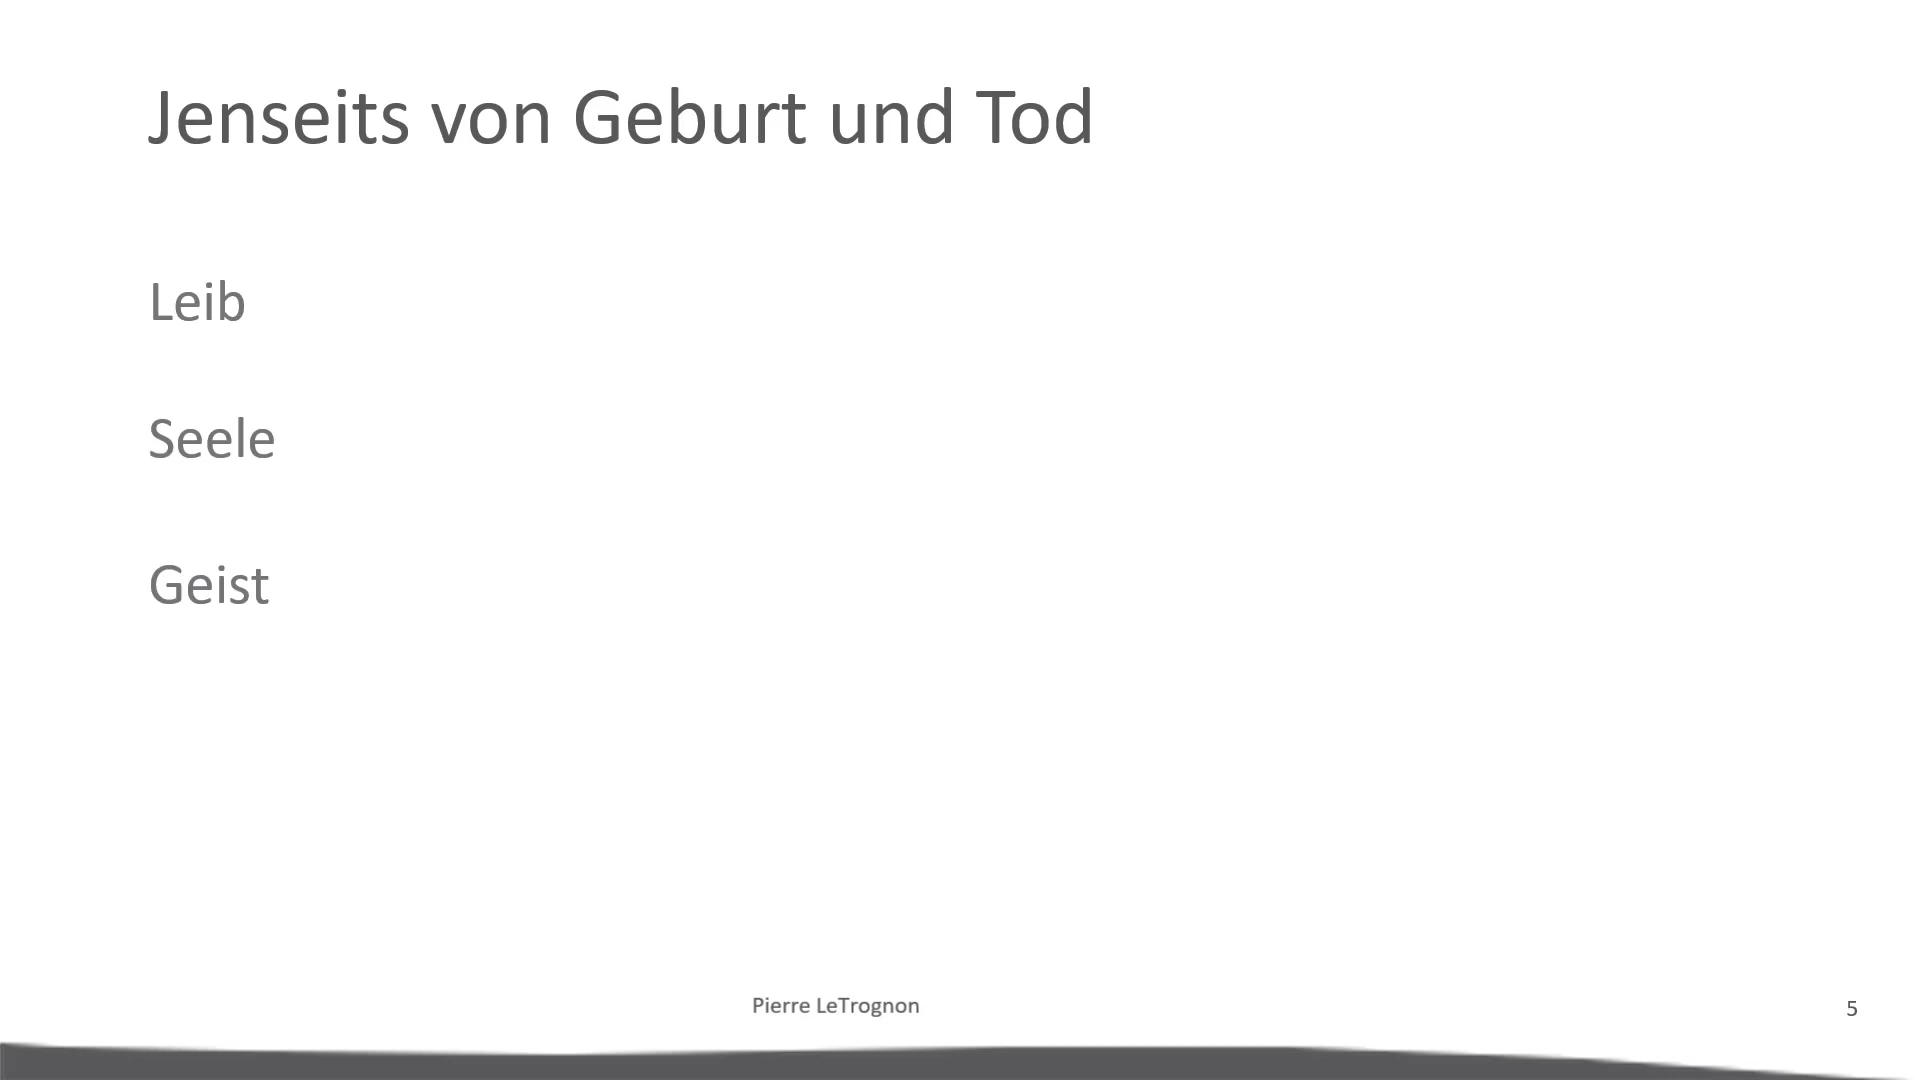 Jenseits von Geburt und Tod
Leib
Seele
Geist
Pierre LeTrognon
5